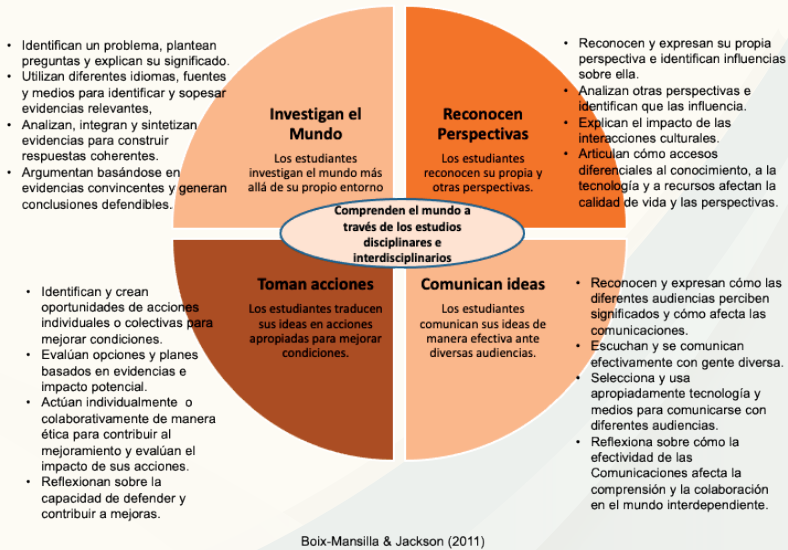 • Identifican un problema, plantean
preguntas y explican su significado.
• Utilizan diferentes idiomas, fuentes
y medios para identificar y sopesar
evidencias relevantes,
• Analizan, integran y sintetizan
evidencias para construir
respuestas coherentes.
• Argumentan basándose en
evidencias convincentes y generan
conclusiones defendibles.
Investigan el
Mundo
Los estudiantes
investigan el mundo más
allá de su propio entorno
Reconocen
Perspectivas
Los estudiantes
reconocen su propia y
otras perspectivas.
• Reconocen y expresan su propia
perspectiva e identifican influencias
sobre ella.
• Analizan otras perspectivas e
identifican que las influencia.
• Explican el impacto de las
interacciones culturales.
• Articulan cómo accesos
diferenciales al conocimiento, a la
tecnología y a recursos afectan la
calidad de vida y las perspectivas.
Comprenden el mundo a
través de los estudios
disciplinares e
interdisciplinarios
• Identifican y crean
oportunidades de acciones
individuales o colectivas para
mejorar condiciones.
• Evalúan opciones y planes
basados en evidencias e
impacto potencial.
• Actúan individualmente o
colaborativamente de manera
ética para contribuir al
mejoramiento y evalúan el
impacto de sus acciones.
• Reflexionan sobre la
capacidad de defender y
contribuir a mejoras.
Toman acciones
Los estudiantes traducen
sus ideas en acciones
apropiadas para mejorar
condiciones.
Comunican ideas
Los estudiantes
comunican sus ideas de
manera efectiva ante
diversas audiencias.
• Reconocen y expresan cómo las
diferentes audiencias perciben
significados y cómo afecta las
comunicaciones.
• Escuchan y se comunican
efectivamente con gente diversa.
• Selecciona y usa
apropiadamente tecnología y
medios para comunicarse con
diferentes audiencias.
• Reflexiona sobre cómo la
efectividad de las
Comunicaciones afecta la
comprensión y la colaboración
en el mundo interdependiente.
Boix-Mansilla & Jackson (2011)